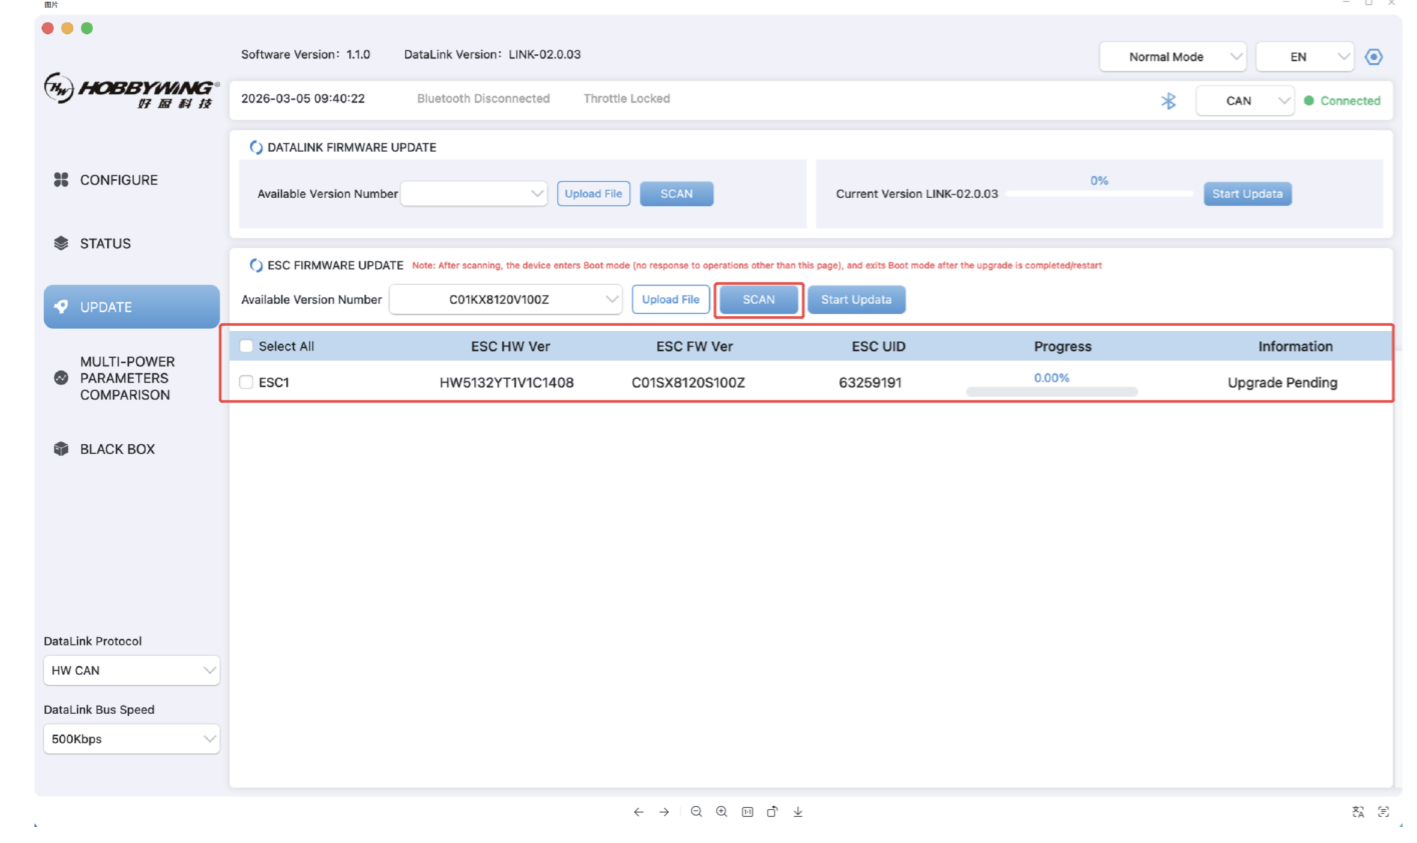 图片
Software Version: 1.1.0 DataLink Version: LINK-02.0.03
Normal Mode EN
HOBBYWING
好盈科技
2026-03-05 09:40:22 Bluetooth Disconnected Throttle Locked
CAN Connected
DATALINK FIRMWARE UPDATE
Available Version Number Upload File SCAN
Current Version LINK-02.0.03 0% Start Updata
CONFIGURE
STATUS
UPDATE
MULTI-POWER
PARAMETERS
COMPARISON
BLACK BOX
ESC FIRMWARE UPDATE Note: After scanning, the device enters Boot mode (no response to operations other than this page), and exits Boot mode after the upgrade is completed/restart
Available Version Number C01KX8120V100Z Upload File SCAN Start Updata
Select All ESC HW Ver ESC FW Ver ESC UID Progress Information
ESC1 HW5132YT1V1C1408 C01SX8120S100Z 63259191 0.00% Upgrade Pending
DataLink Protocol
HW CAN
DataLink Bus Speed
500Kbps